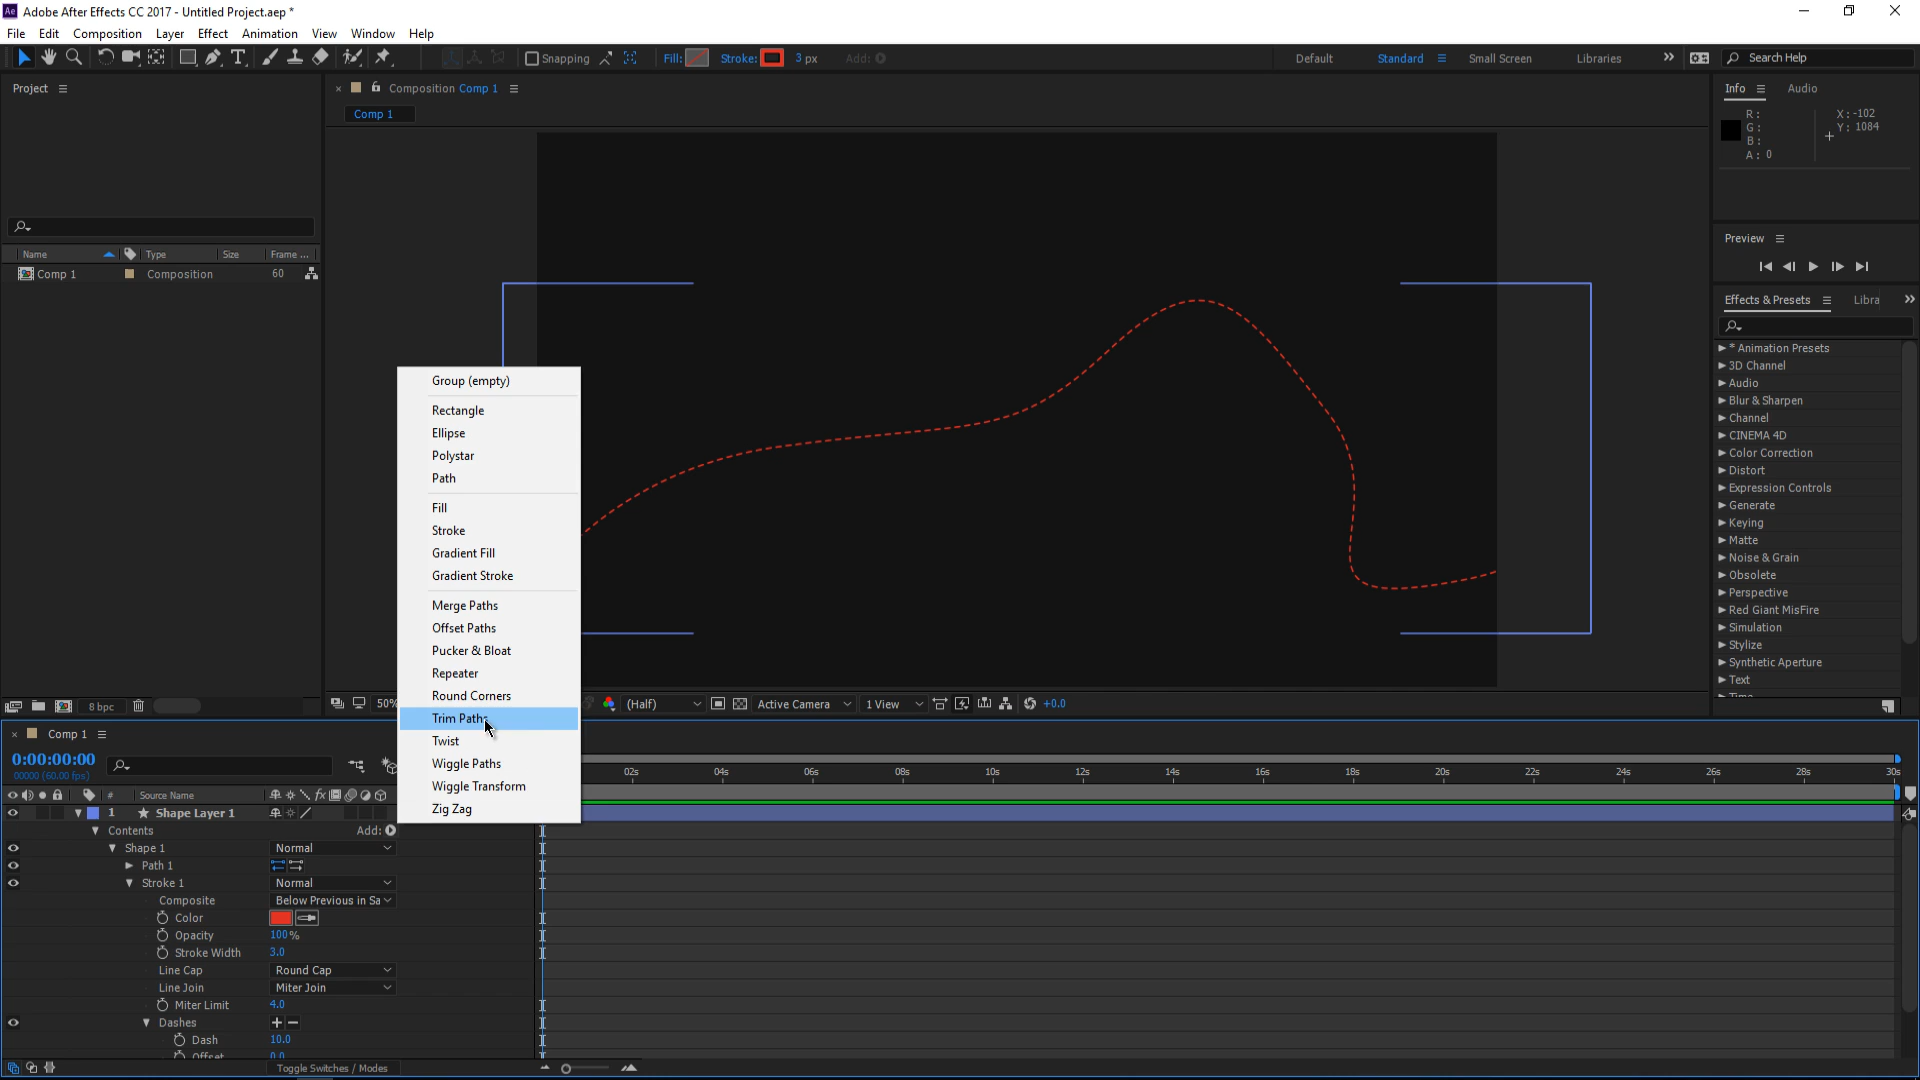 Ae Adobe After Effects CC 2017 - Untitled Project.aep *
File Edit Composition Layer Effect Animation View Window Help
Snapping Fill: Stroke: 3 px Add: Default Standard Small Screen Libraries » Search Help
Project
× Composition Comp 1
Comp 1
Info Audio
R: X: -102
G: Y: 1084
B:
A: 0
Name Type Size Frame ...
Comp 1 Composition 60
Preview
Effects & Presets Libra »
* Animation Presets
3D Channel
Audio
Blur & Sharpen
Channel
CINEMA 4D
Color Correction
Distort
Expression Controls
Generate
Keying
Matte
Noise & Grain
Obsolete
Perspective
Red Giant MisFire
Simulation
Stylize
Synthetic Aperture
Text
Time
Group (empty)
Rectangle
Ellipse
Polystar
Path
Fill
Stroke
Gradient Fill
Gradient Stroke
Merge Paths
Offset Paths
Pucker & Bloat
Repeater
Round Corners
Trim Paths
Twist
Wiggle Paths
Wiggle Transform
Zig Zag
8 bpc 50% (Half) Active Camera 1 View +0.0
× Comp 1
0:00:00:00
00000 (60.00 fps)
02s 04s 06s 08s 10s 12s 14s 16s 18s 20s 22s 24s 26s 28s 30s
# Source Name fx
1 Shape Layer 1
Contents Add:
Shape 1 Normal
Path 1
Stroke 1 Normal
Composite Below Previous in Sa
Color
Opacity 100%
Stroke Width 3.0
Line Cap Round Cap
Line Join Miter Join
Miter Limit 4.0
Dashes + −
Dash 10.0
Offset 0.0
Toggle Switches / Modes